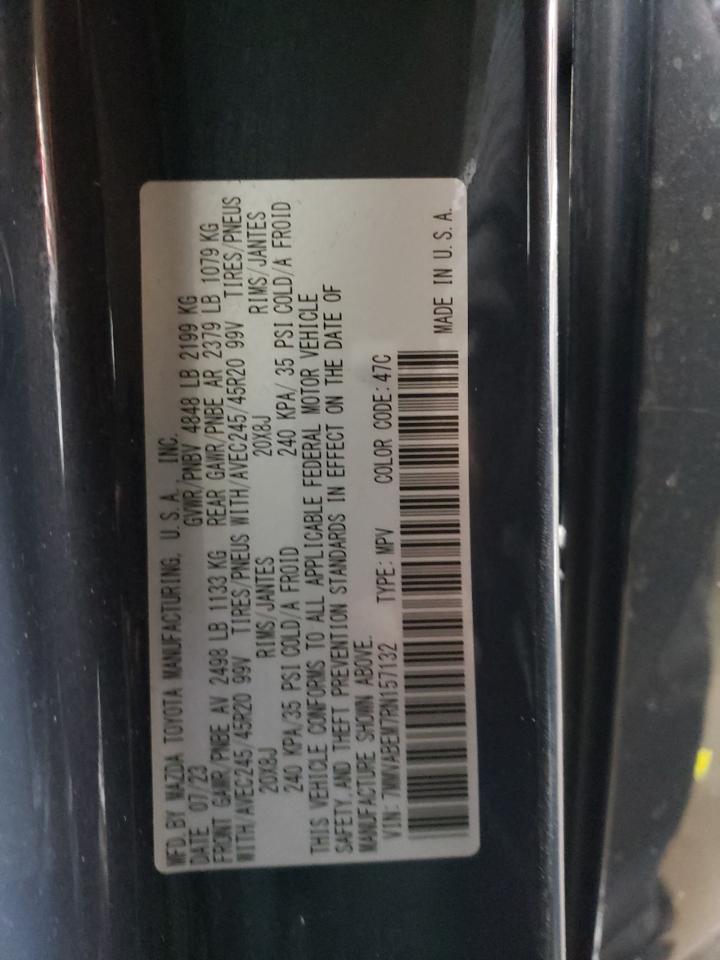 MFD. BY MAZDA TOYOTA MANUFACTURING, U.S.A., INC.
DATE 07/23 GVWR/PNBV 4848 LB 2199 KG
FRONT GAWR/PNBE AV 2498 LB 1133 KG REAR GAWR/PNBE AR 2379 LB 1079 KG
WITH/AVEC245/45R20 99V TIRES/PNEUS WITH/AVEC245/45R20 99V TIRES/PNEUS
20X8J RIMS/JANTES 20X8J RIMS/JANTES
240 KPA/35 PSI COLD/A FROID 240 KPA/ 35 PSI COLD/A FROID
THIS VEHICLE CONFORMS TO ALL APPLICABLE FEDERAL MOTOR VEHICLE
SAFETY AND THEFT PREVENTION STANDARDS IN EFFECT ON THE DATE OF
MANUFACTURE SHOWN ABOVE.
VIN: 7MMVABEM7RN157132 TYPE: MPV COLOR CODE: 47C
MADE IN U.S.A.